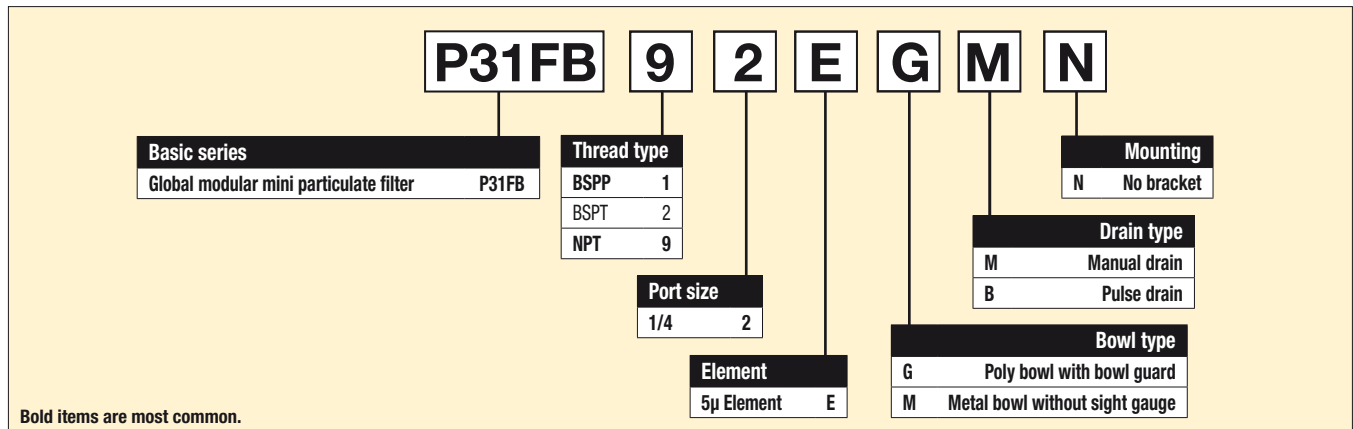 P31FB 9 2 E G M N
Basic series
Global modular mini particulate filter P31FB
Thread type
BSPP 1
BSPT 2
NPT 9
Port size
1/4 2
Element
5μ Element E
Mounting
N No bracket
Drain type
M Manual drain
B Pulse drain
Bowl type
G Poly bowl with bowl guard
M Metal bowl without sight gauge
Bold items are most common.